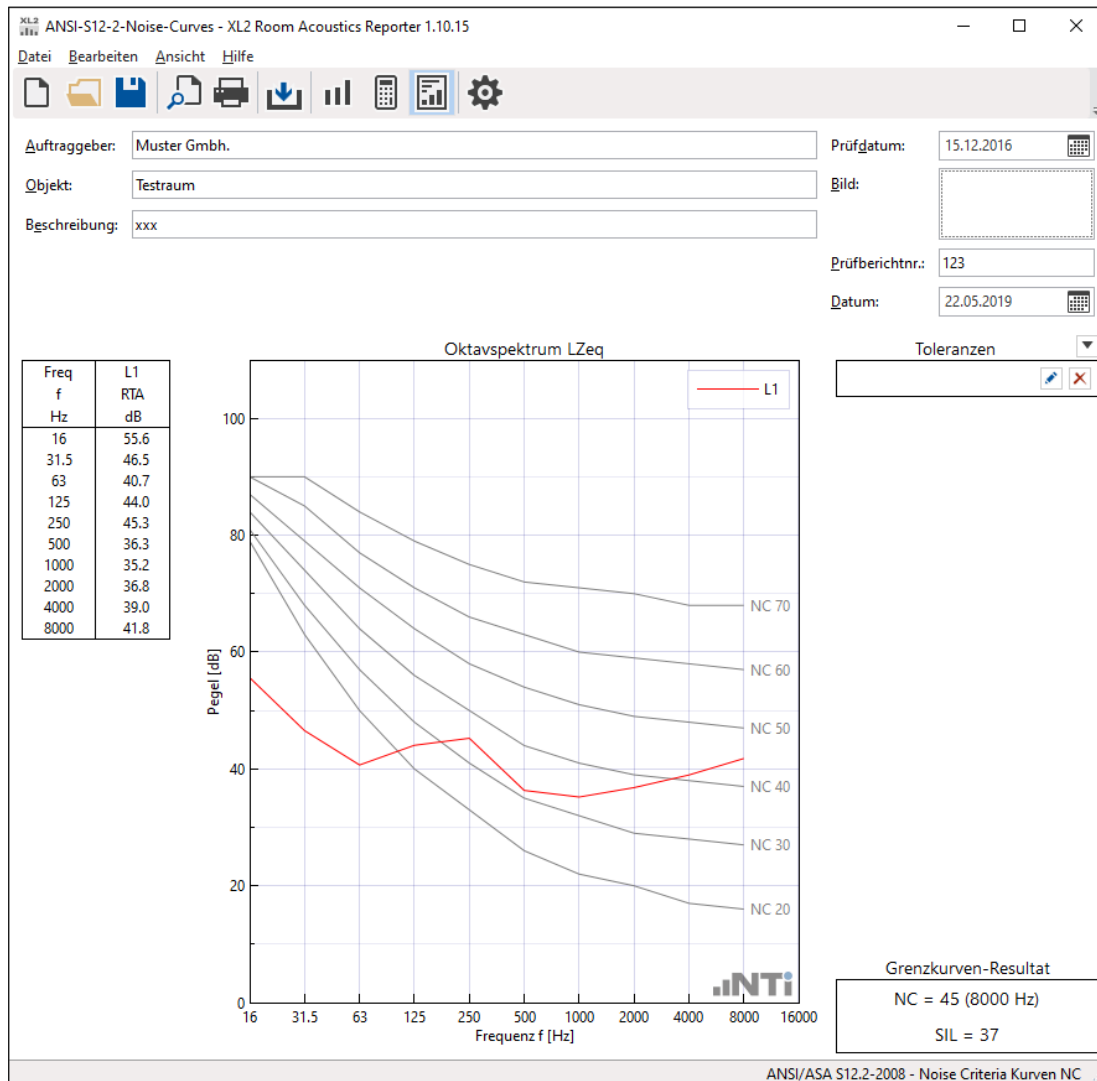 XL2 ANSI-S12-2-Noise-Curves - XL2 Room Acoustics Reporter 1.10.15
Datei Bearbeiten Ansicht Hilfe
Auftraggeber: Muster Gmbh. Prüfdatum: 15.12.2016
Objekt: Testraum Bild:
Beschreibung: xxx
Prüfberichtnr.: 123
Datum: 22.05.2019
Oktavspektrum LZeq Toleranzen
Freq L1
f RTA
Hz dB
16 55.6
31.5 46.5
63 40.7
125 44.0
250 45.3
500 36.3
1000 35.2
2000 36.8
4000 39.0
8000 41.8
L1
Pegel [dB]
100
80
60
40
20
0
NC 70
NC 60
NC 50
NC 40
NC 30
NC 20
NTi
16 31.5 63 125 250 500 1000 2000 4000 8000 16000
Frequenz f [Hz]
Grenzkurven-Resultat
NC = 45 (8000 Hz)
SIL = 37
ANSI/ASA S12.2-2008 - Noise Criteria Kurven NC